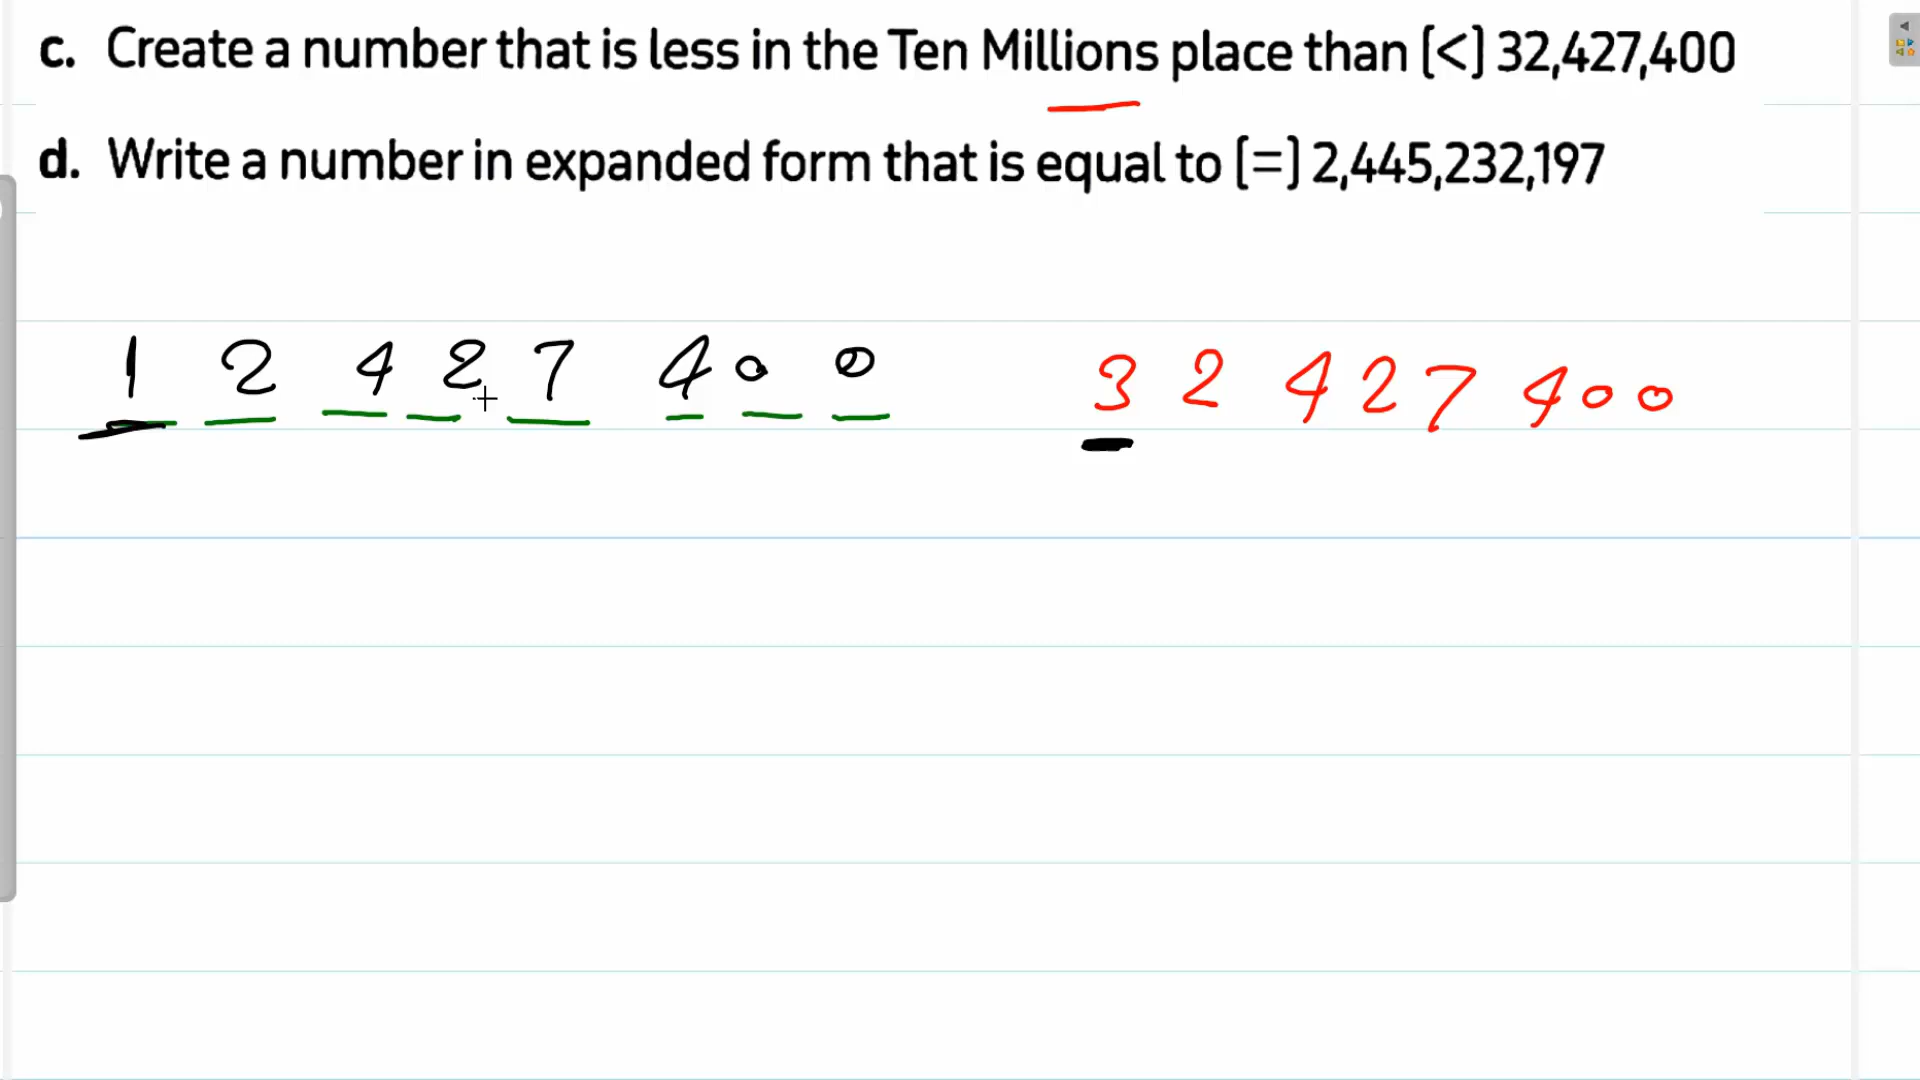 c. Create a number that is less in the Ten Millions place than (<) 32,427,400
d. Write a number in expanded form that is equal to (=) 2,445,232,197
1 2 4 2 7 4 0 0 3 2 4 2 7 4 0 0